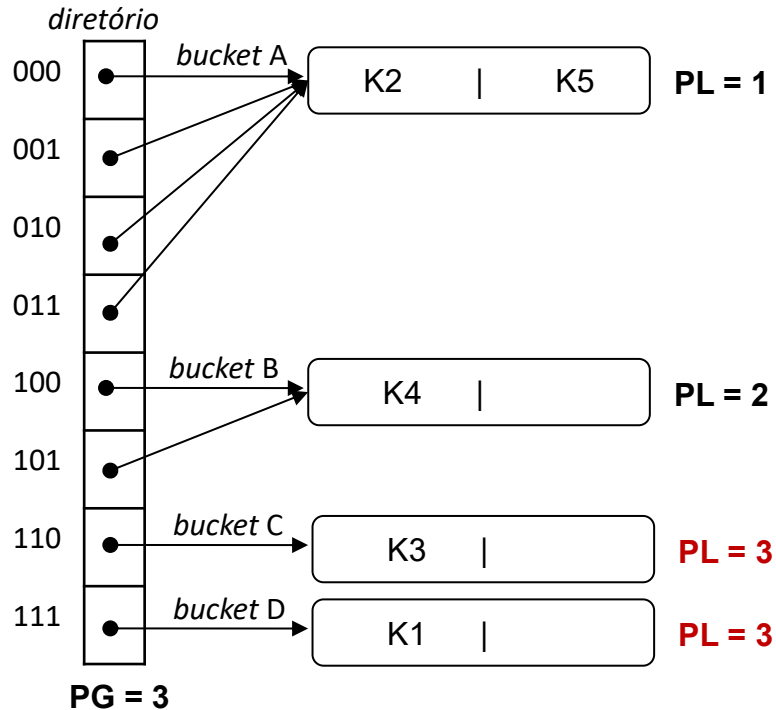 diretório
000 bucket A K2 | K5 PL = 1
001
010
011
100 bucket B K4 | PL = 2
101
110 bucket C K3 | PL = 3
111 bucket D K1 | PL = 3
PG = 3